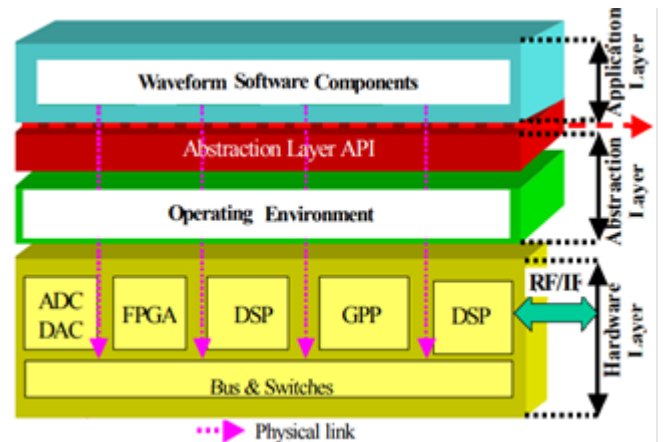 Waveform Software Components
Application
Layer
Abstraction Layer API
Abstraction
Layer
Operating Environment
ADC
DAC
FPGA
DSP
GPP
DSP
RF/IF
Hardware
Layer
Bus & Switches
Physical link